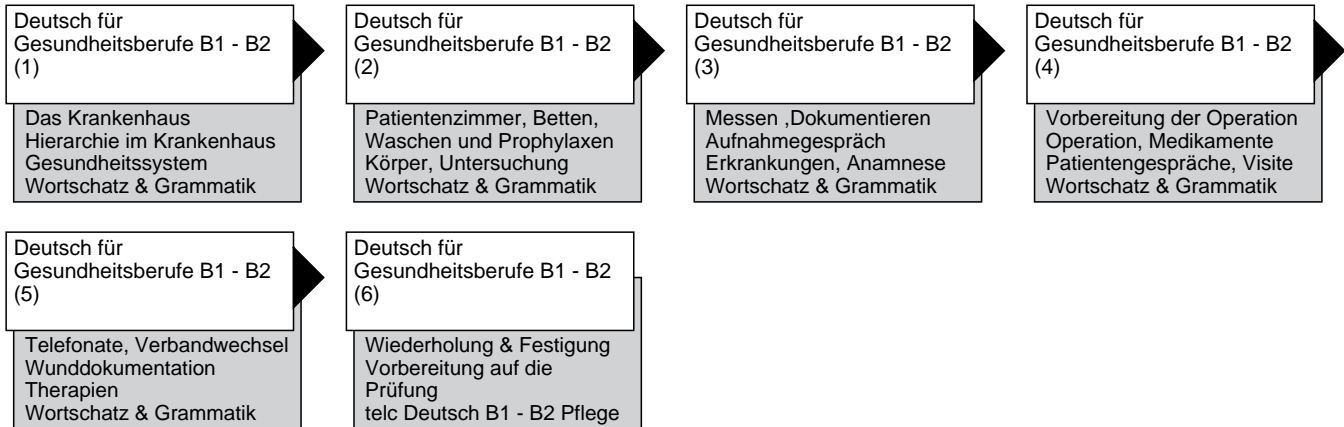 Deutsch für
Gesundheitsberufe B1 - B2
(1)
Das Krankenhaus
Hierarchie im Krankenhaus
Gesundheitssystem
Wortschatz & Grammatik
Deutsch für
Gesundheitsberufe B1 - B2
(2)
Patientenzimmer, Betten,
Waschen und Prophylaxen
Körper, Untersuchung
Wortschatz & Grammatik
Deutsch für
Gesundheitsberufe B1 - B2
(3)
Messen ,Dokumentieren
Aufnahmegespräch
Erkrankungen, Anamnese
Wortschatz & Grammatik
Deutsch für
Gesundheitsberufe B1 - B2
(4)
Vorbereitung der Operation
Operation, Medikamente
Patientengespräche, Visite
Wortschatz & Grammatik
Deutsch für
Gesundheitsberufe B1 - B2
(5)
Telefonate, Verbandwechsel
Wunddokumentation
Therapien
Wortschatz & Grammatik
Deutsch für
Gesundheitsberufe B1 - B2
(6)
Wiederholung & Festigung
Vorbereitung auf die
Prüfung
telc Deutsch B1 - B2 Pflege